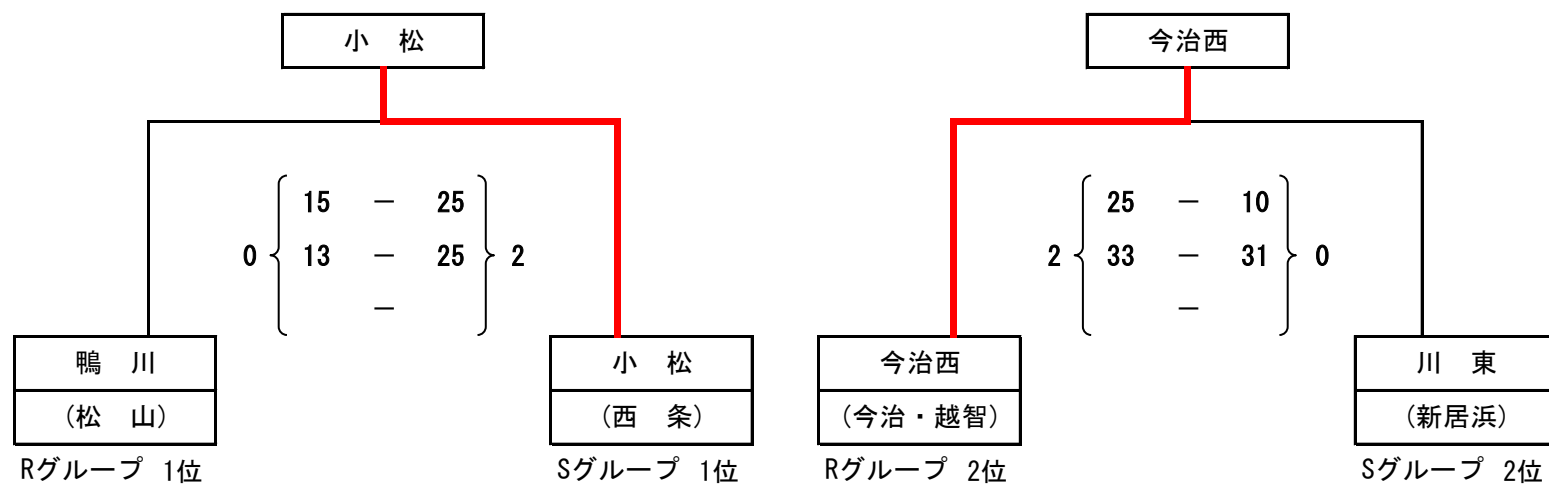 小　松
今治西
15 － 25
0 13 － 25 2
－
25 － 10
2 33 － 31 0
－
鴨　川
（松　山）
Rグループ 1位
小　松
（西　条）
Sグループ 1位
今治西
（今治・越智）
Rグループ 2位
川　東
（新居浜）
Sグループ 2位